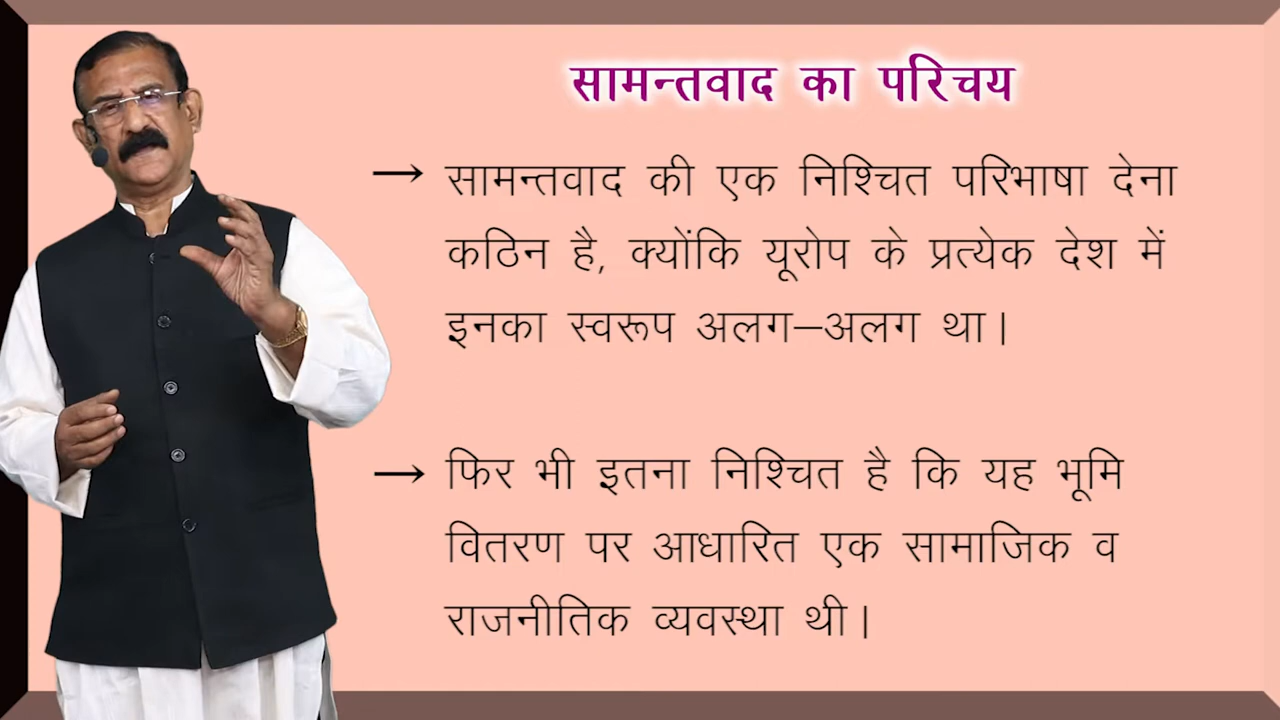 सामन्तवाद का परिचय
→ सामन्तवाद की एक निश्चित परिभाषा देना
कठिन है, क्योंकि यूरोप के प्रत्येक देश में
इनका स्वरूप अलग–अलग था।
→ फिर भी इतना निश्चित है कि यह भूमि
वितरण पर आधारित एक सामाजिक व
राजनीतिक व्यवस्था थी।